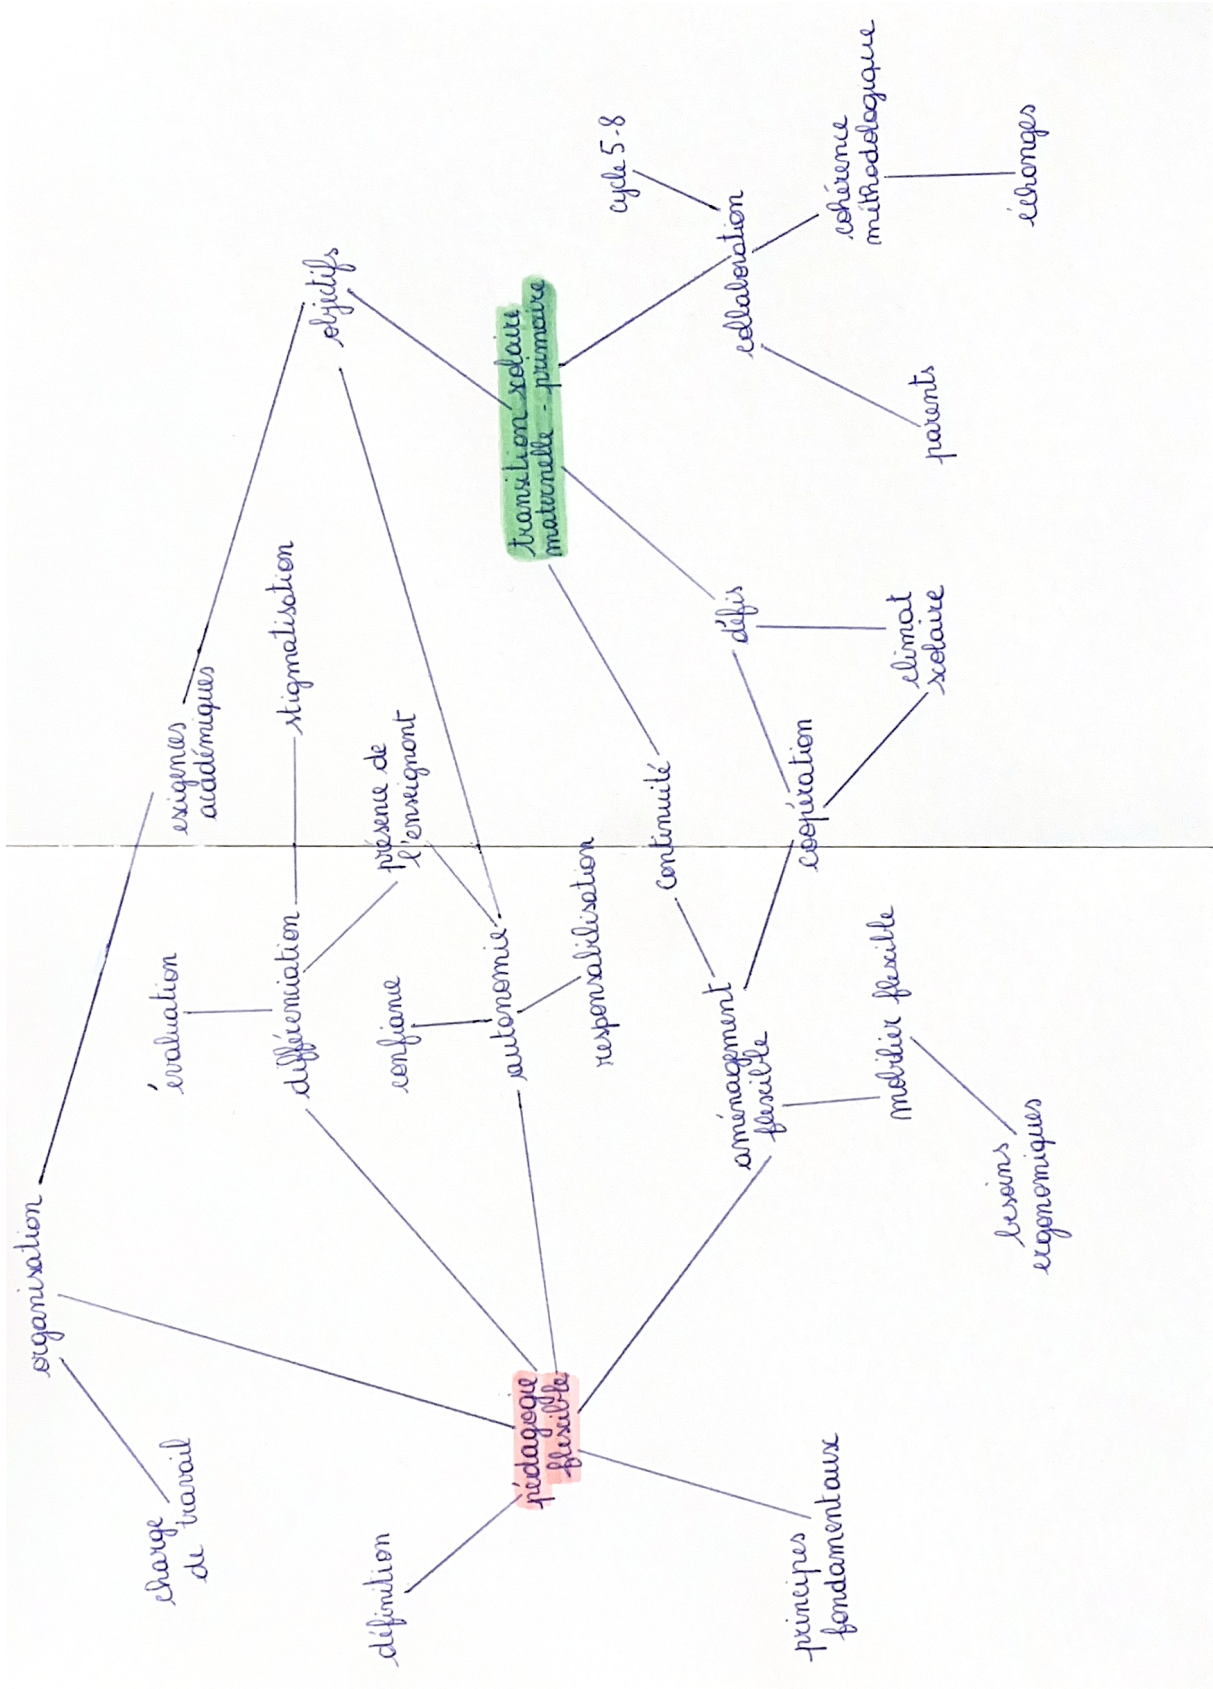 organisation
charge
de travail
exigences
académiques
évaluation
différenciation
stigmatisation
objectifs
présence de
l'enseignant
confiance
autonomie
responsabilisation
définition
pédagogie
flexible
transition scolaire
maternelle - primaire
continuité
cycle 5-8
collaboration
aménagement
flexible
défis
coopération
principes
fondamentaux
mobilier flexible
climat
scolaire
parents
cohérence
méthodologique
besoins
ergonomiques
échanges